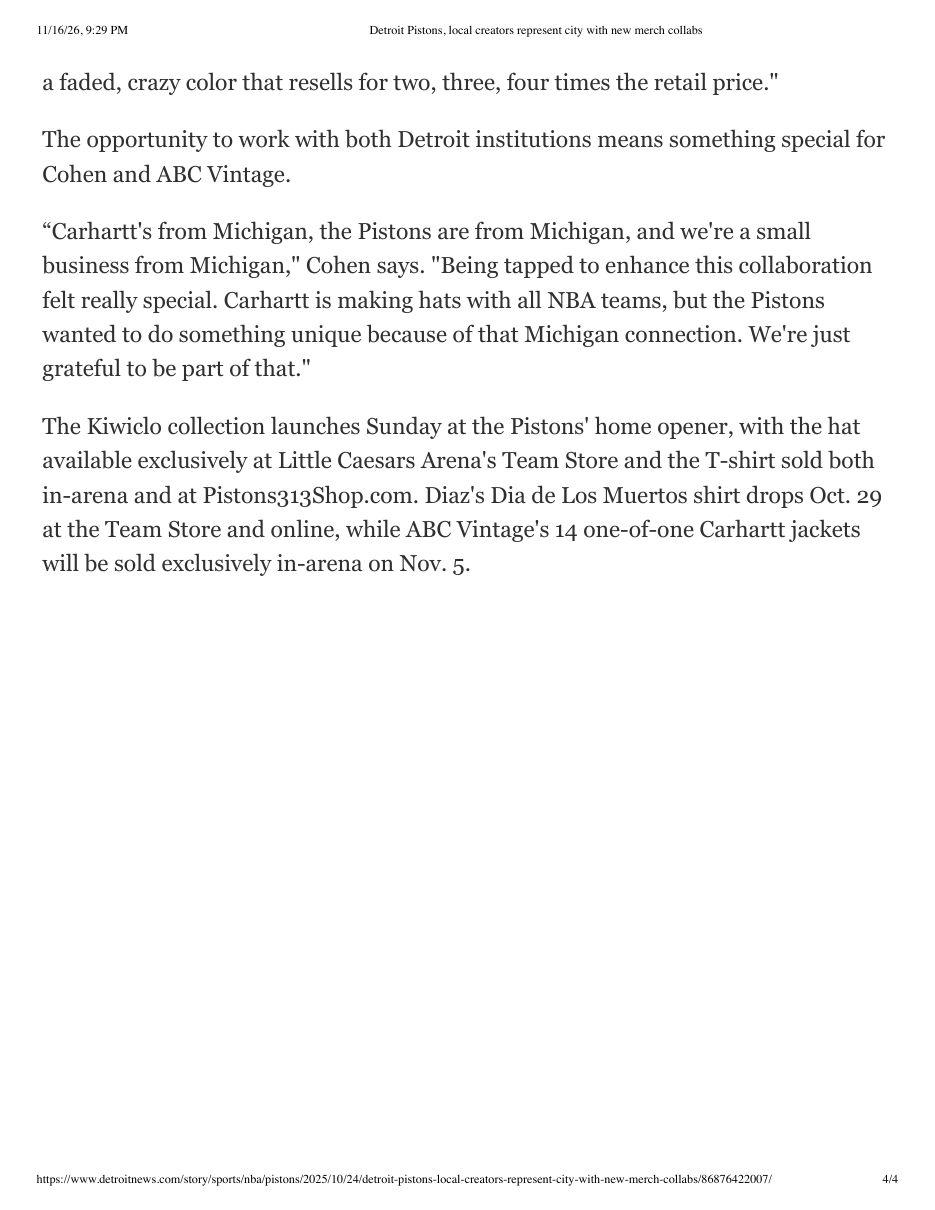 11/16/26, 9:29 PM Detroit Pistons, local creators represent city with new merch collabs
a faded, crazy color that resells for two, three, four times the retail price."
The opportunity to work with both Detroit institutions means something special for
Cohen and ABC Vintage.
“Carhartt's from Michigan, the Pistons are from Michigan, and we're a small
business from Michigan," Cohen says. "Being tapped to enhance this collaboration
felt really special. Carhartt is making hats with all NBA teams, but the Pistons
wanted to do something unique because of that Michigan connection. We're just
grateful to be part of that."
The Kiwiclo collection launches Sunday at the Pistons' home opener, with the hat
available exclusively at Little Caesars Arena's Team Store and the T-shirt sold both
in-arena and at Pistons313Shop.com. Diaz's Dia de Los Muertos shirt drops Oct. 29
at the Team Store and online, while ABC Vintage's 14 one-of-one Carhartt jackets
will be sold exclusively in-arena on Nov. 5.
https://www.detroitnews.com/story/sports/nba/pistons/2025/10/24/detroit-pistons-local-creators-represent-city-with-new-merch-collabs/86876422007/ 4/4